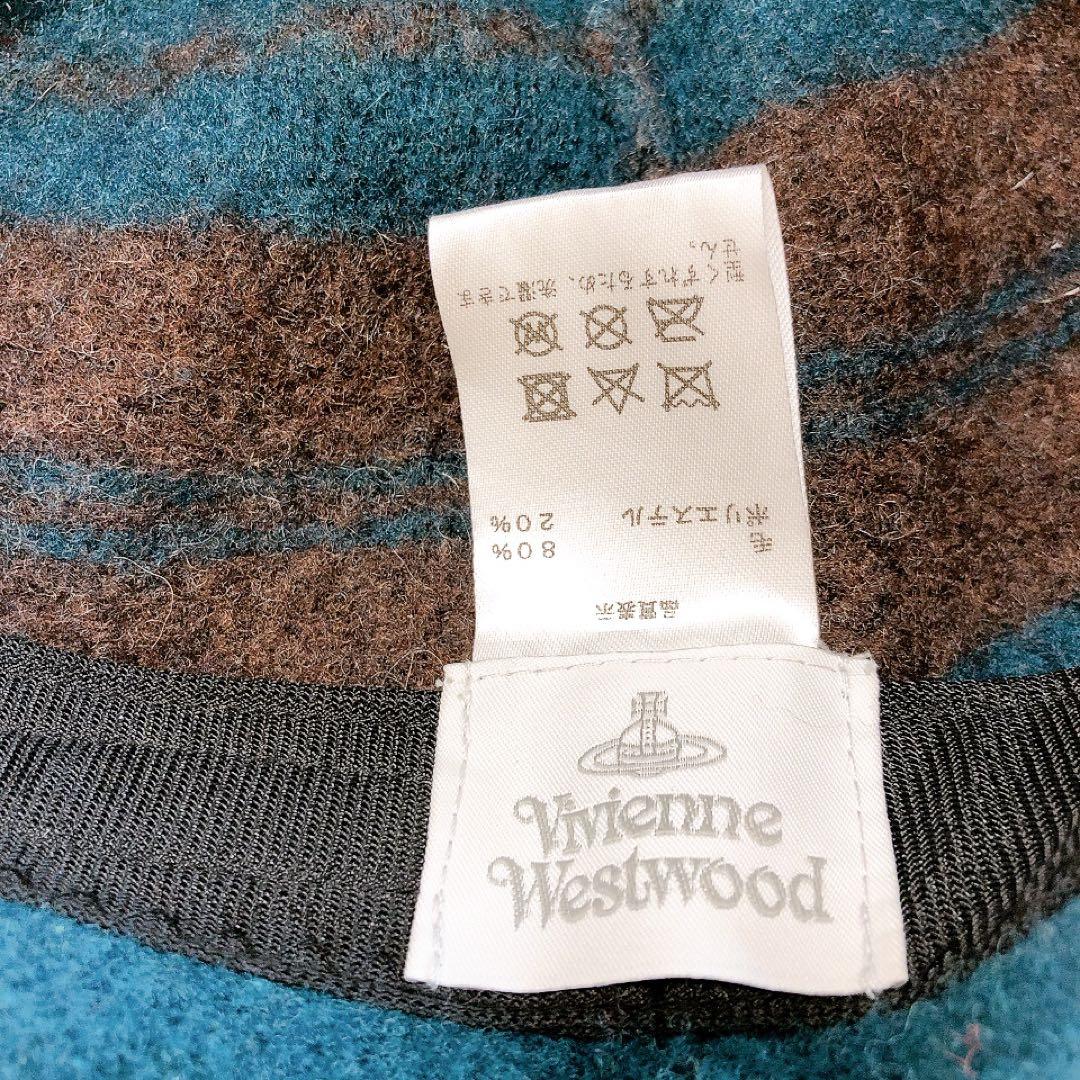 品質表示
毛 80%
ポリエステル 20%
型くずれするため、洗濯できま
せん。
Vivienne
Westwood